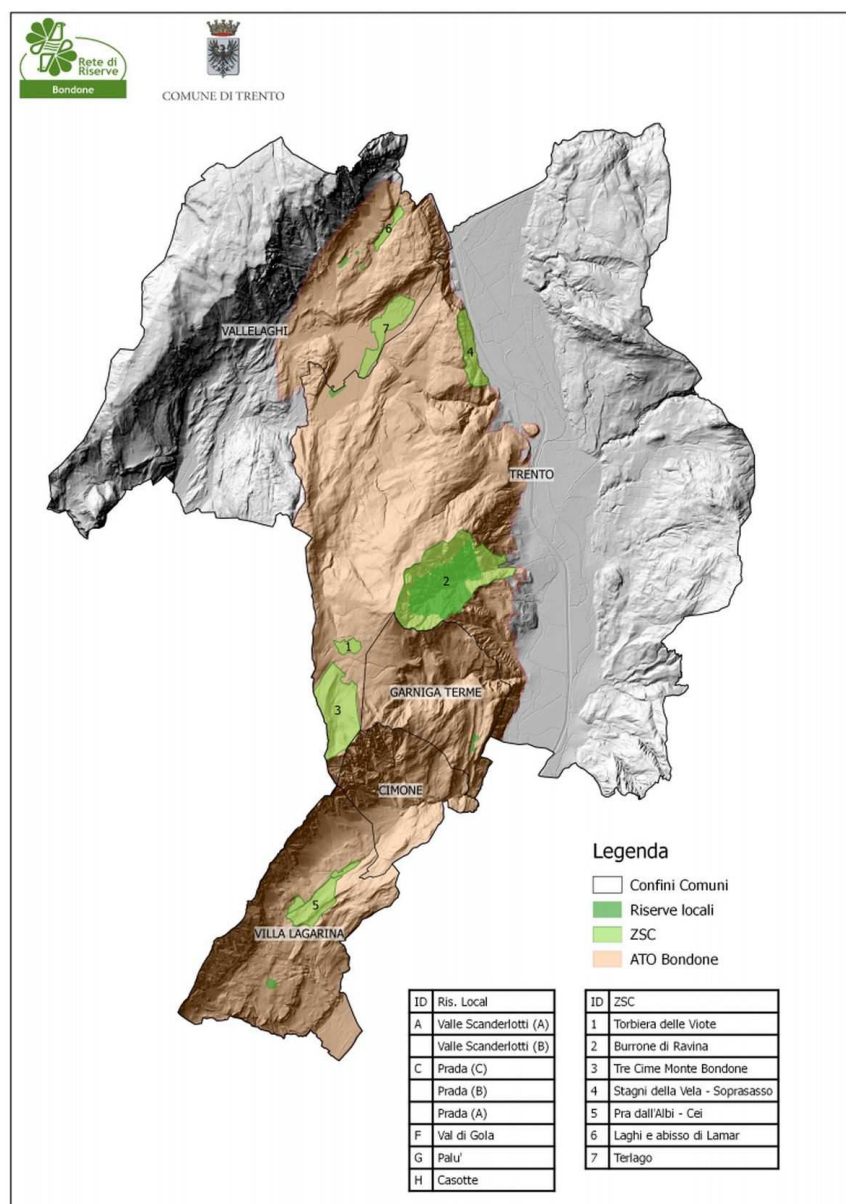 Rete di
Riserve
Bondone
COMUNE DI TRENTO
6
VALLELAGHI
7
4
TRENTO
2
1
GARNIGA TERME
3
CIMONE
5
VILLA LAGARINA
Legenda
Confini Comuni
Riserve locali
ZSC
ATO Bondone
ID Ris. Local
A Valle Scanderlotti (A)
Valle Scanderlotti (B)
C Prada (C)
Prada (B)
Prada (A)
F Val di Gola
G Palu'
H Casotte
ID ZSC
1 Torbiera delle Viote
2 Burrone di Ravina
3 Tre Cime Monte Bondone
4 Stagni della Vela - Soprasasso
5 Pra dall'Albi - Cei
6 Laghi e abisso di Lamar
7 Terlago